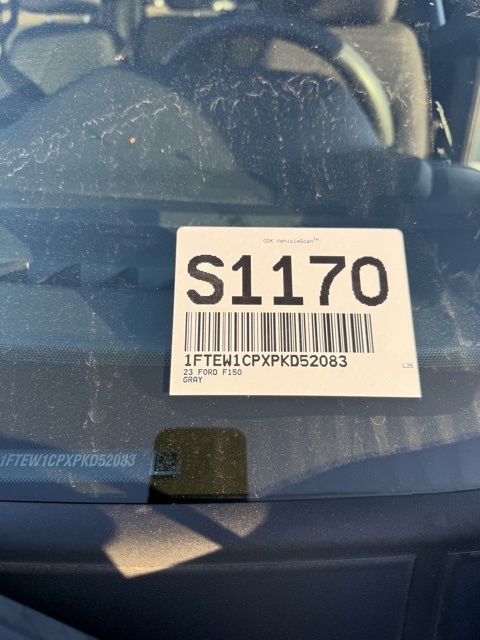 CDK VehicleScan™
S1170
1FTEW1CPXPKD52083
23 FORD F150
GRAY
L25
1FTEW1CPXPKD52083